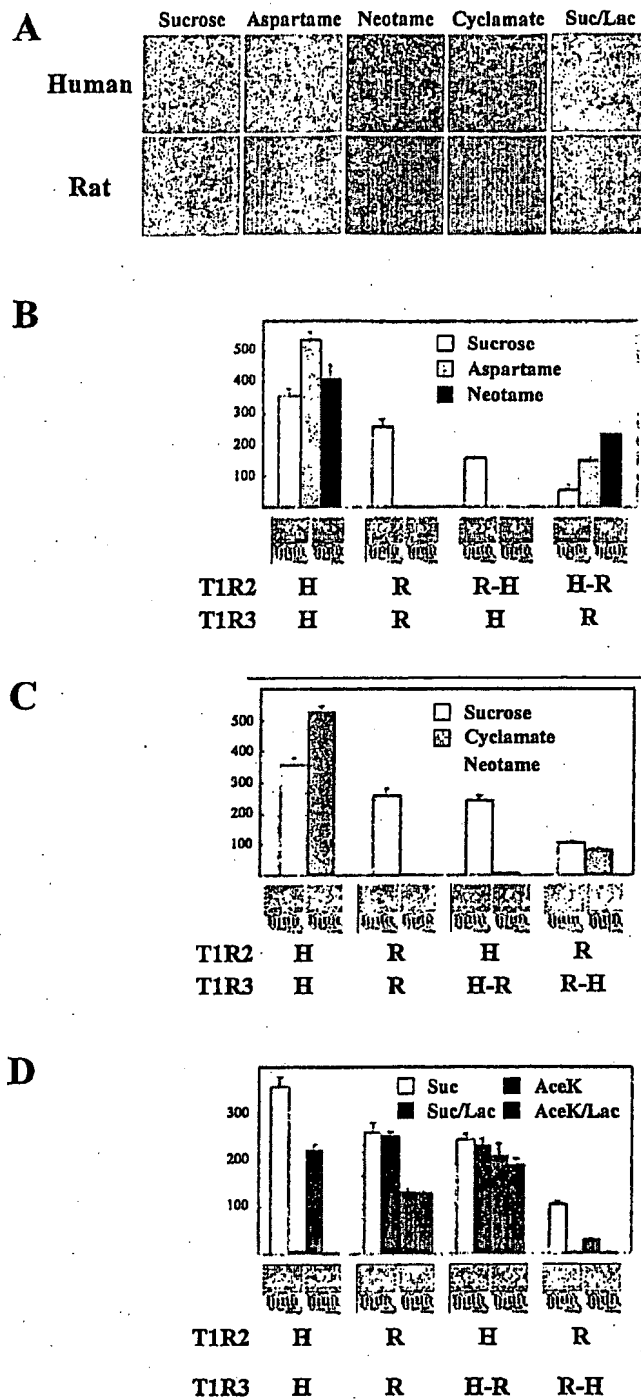 A
Sucrose Aspartame Neotame Cyclamate Suc/Lac
Human
Rat
B
500
400
300
200
100
Sucrose
Aspartame
Neotame
T1R2 H R R-H H-R
T1R3 H R H R
C
500
400
300
200
100
Sucrose
Cyclamate
Neotame
T1R2 H R H R
T1R3 H R H-R R-H
D
300
200
100
Suc AceK
Suc/Lac AceK/Lac
T1R2 H R H R
T1R3 H R H-R R-H